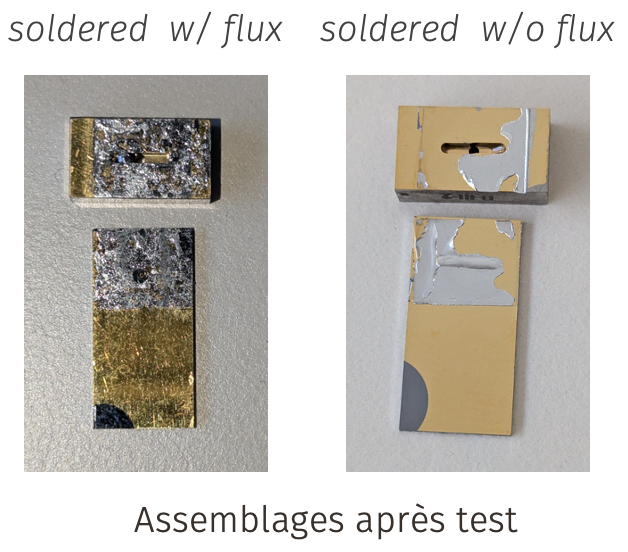 soldered w/ flux
soldered w/o flux
Assemblages après test